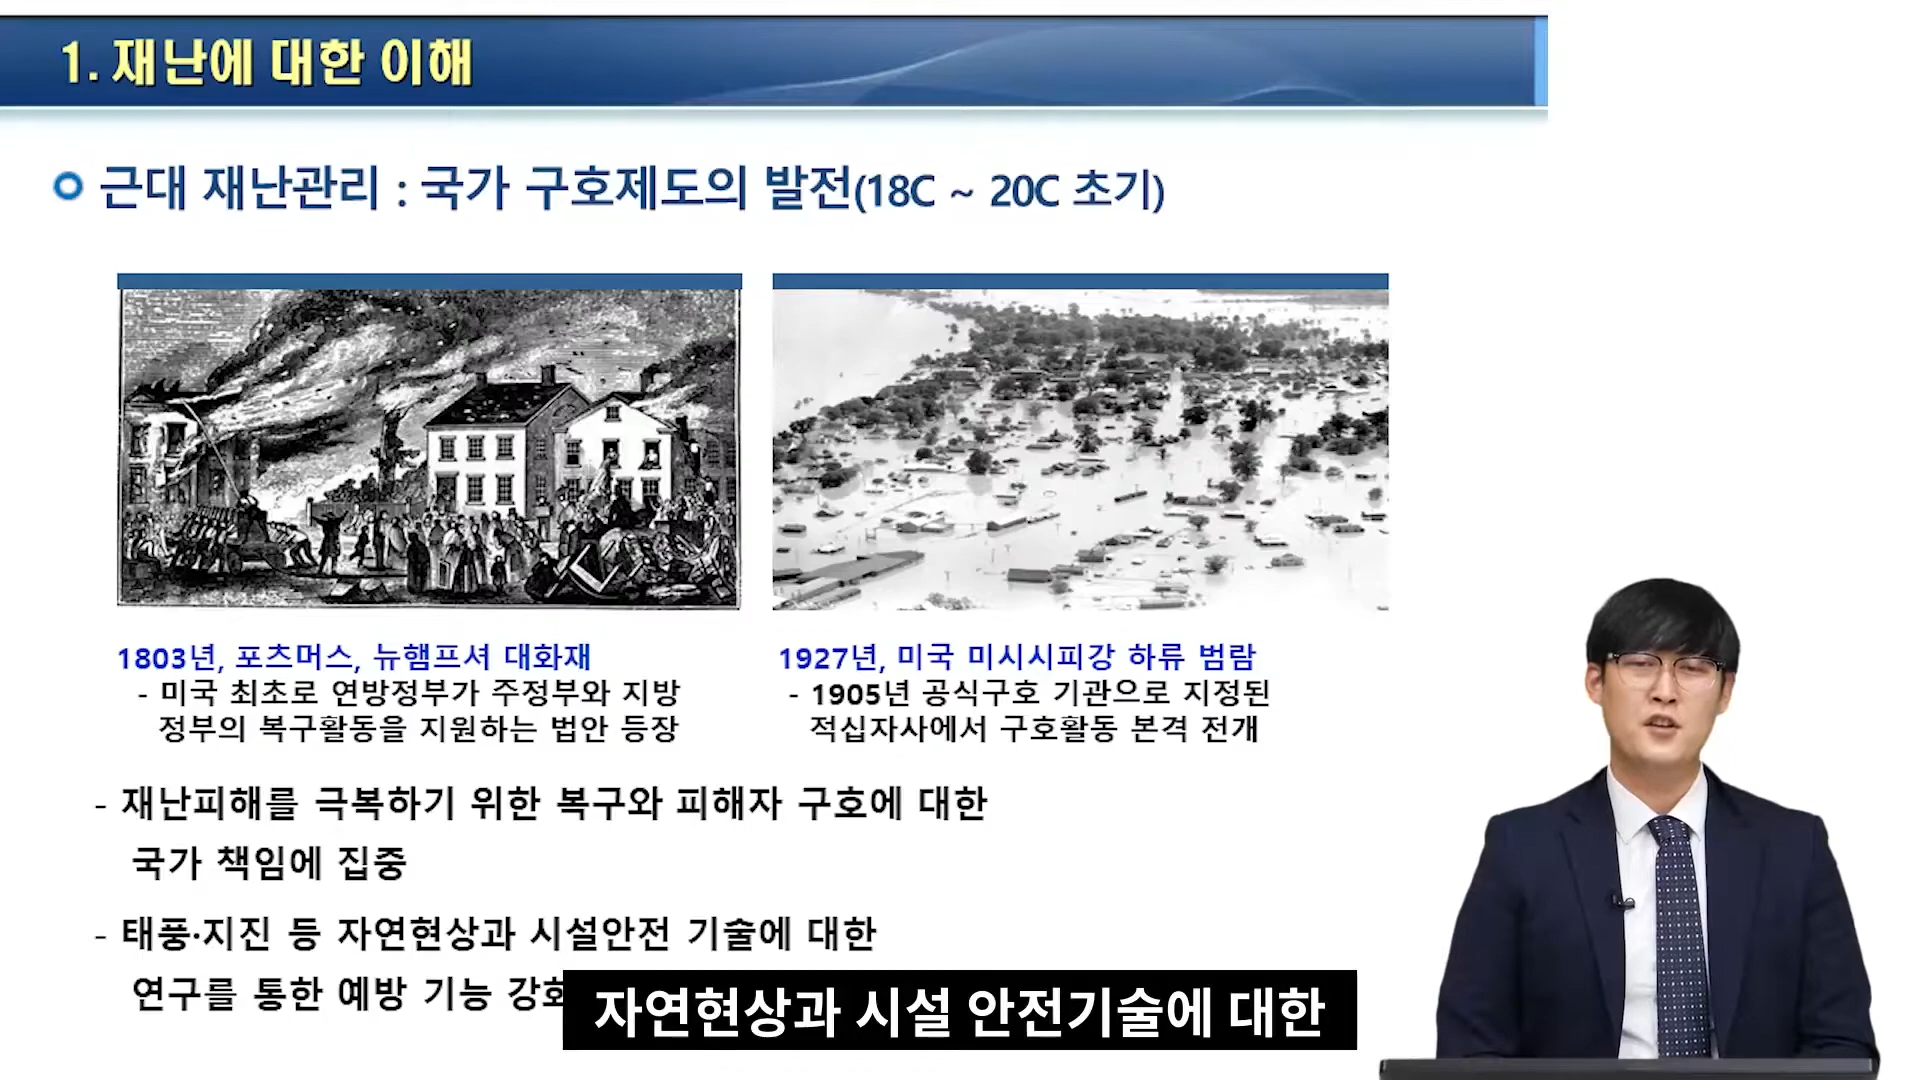 1. 재난에 대한 이해
근대 재난관리 : 국가 구호제도의 발전(18C ~ 20C 초기)
1803년, 포츠머스, 뉴햄프셔 대화재
- 미국 최초로 연방정부가 주정부와 지방
정부의 복구활동을 지원하는 법안 등장
1927년, 미국 미시시피강 하류 범람
- 1905년 공식구호 기관으로 지정된
적십자사에서 구호활동 본격 전개
- 재난피해를 극복하기 위한 복구와 피해자 구호에 대한
국가 책임에 집중
- 태풍·지진 등 자연현상과 시설안전 기술에 대한
연구를 통한 예방 기능 강화
자연현상과 시설 안전기술에 대한